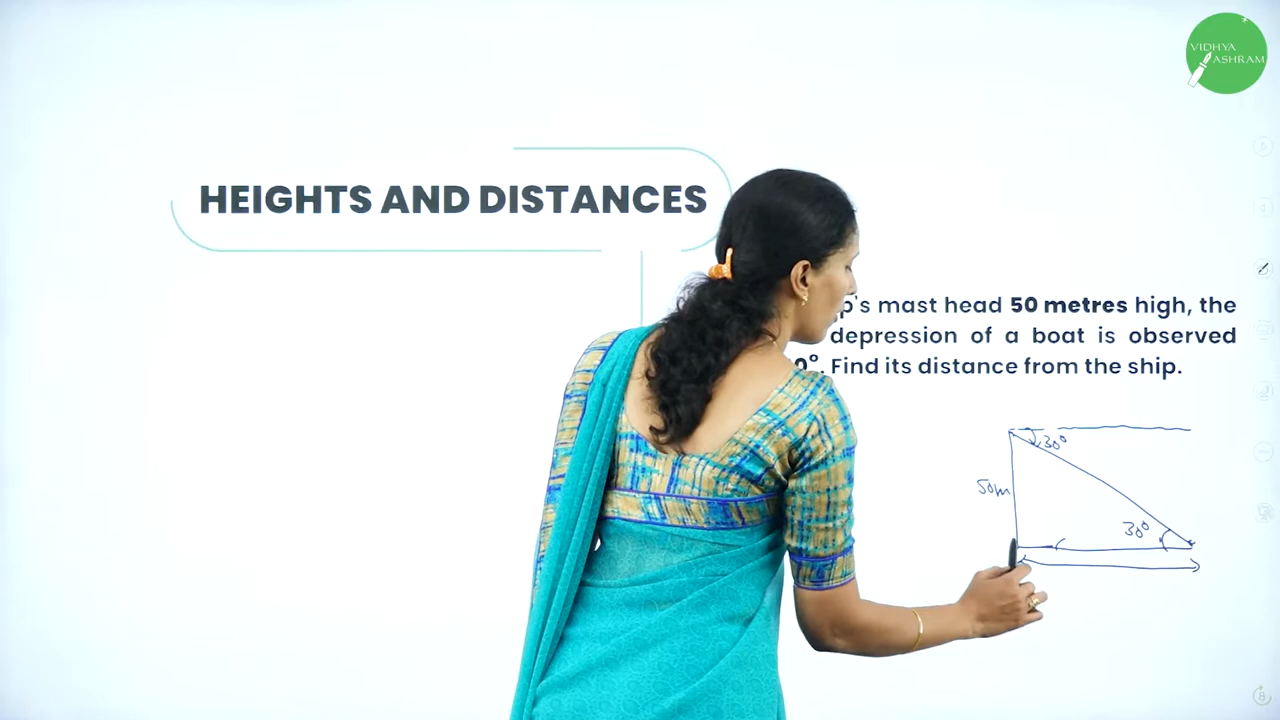 VIDHYA
ASHRAM
HEIGHTS AND DISTANCES
mast head 50 metres high, the
depression of a boat is observed
Find its distance from the ship.
30°
50m
30°
8